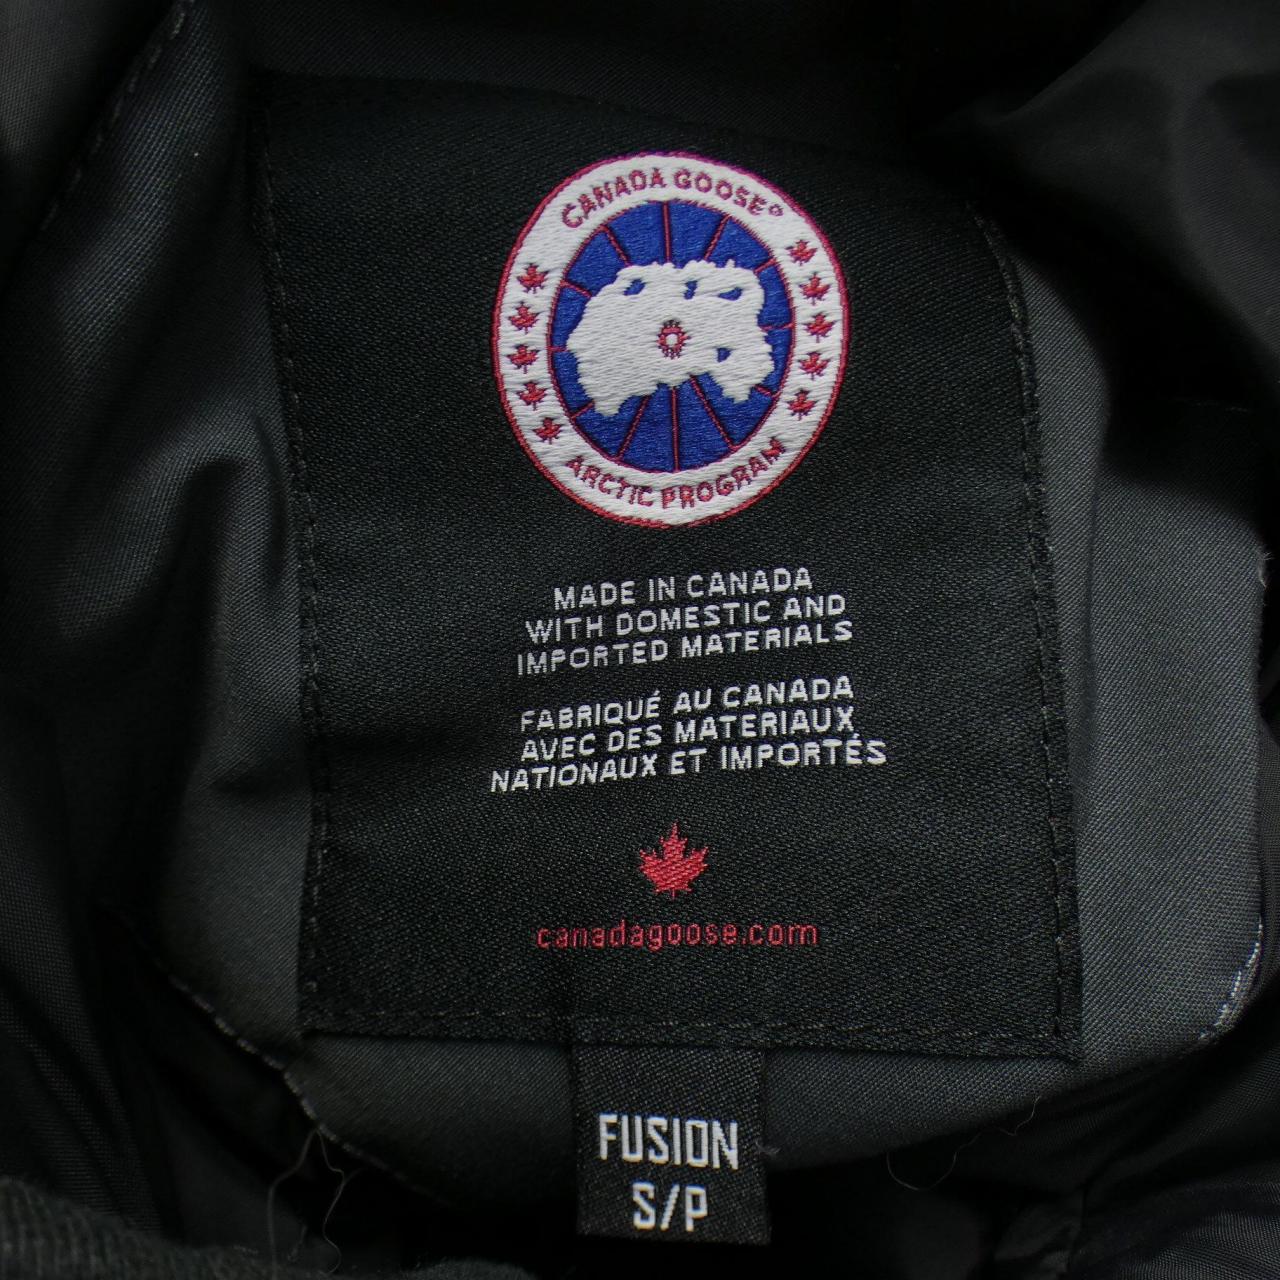 CANADA GOOSE®
ARCTIC PROGRAM
MADE IN CANADA
WITH DOMESTIC AND
IMPORTED MATERIALS
FABRIQUÉ AU CANADA
AVEC DES MATERIAUX
NATIONAUX ET IMPORTÉS
canadagoose.com
FUSION
S/P